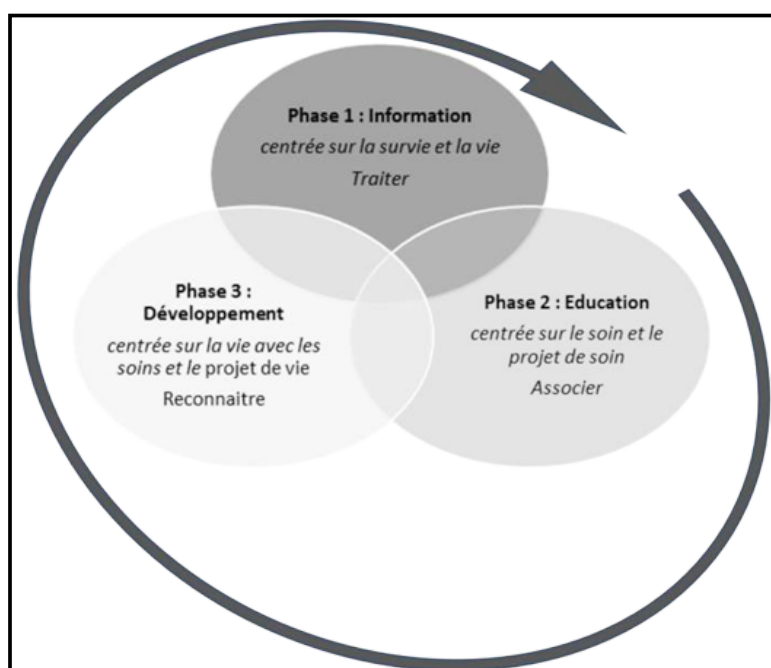 Phase 1 : Information
centrée sur la survie et la vie
Traiter
Phase 2 : Education
centrée sur le soin et le
projet de soin
Associer
Phase 3 :
Développement
centrée sur la vie avec les
soins et le projet de vie
Reconnaitre